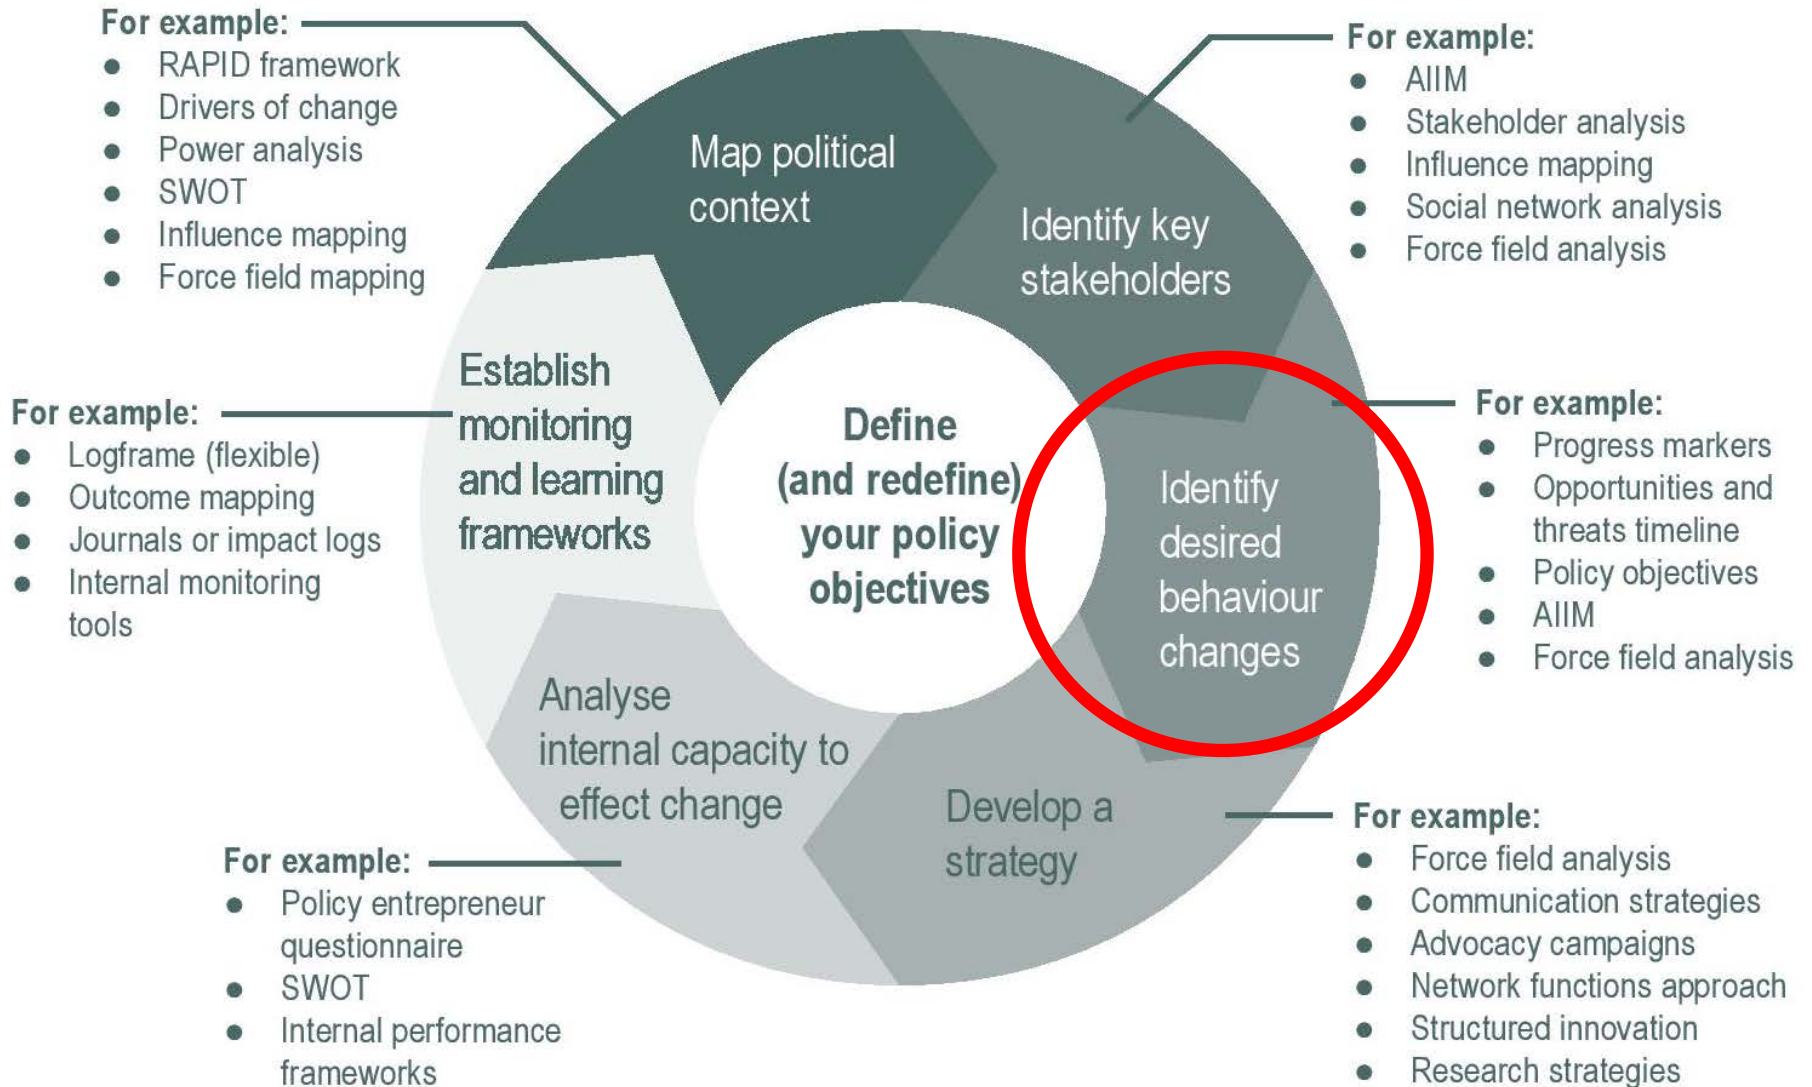 For example:
● RAPID framework
● Drivers of change
● Power analysis
● SWOT
● Influence mapping
● Force field mapping
Map political
context
For example:
● AIIM
● Stakeholder analysis
● Influence mapping
● Social network analysis
● Force field analysis
Identify key
stakeholders
For example:
● Progress markers
● Opportunities and
threats timeline
● Policy objectives
● AIIM
● Force field analysis
Identify
desired
behaviour
changes
For example:
● Force field analysis
● Communication strategies
● Advocacy campaigns
● Network functions approach
● Structured innovation
● Research strategies
Develop a
strategy
For example:
● Policy entrepreneur
questionnaire
● SWOT
● Internal performance
frameworks
Analyse
internal capacity to
effect change
For example:
● Logframe (flexible)
● Outcome mapping
● Journals or impact logs
● Internal monitoring
tools
Establish
monitoring
and learning
frameworks
Define
(and redefine)
your policy
objectives